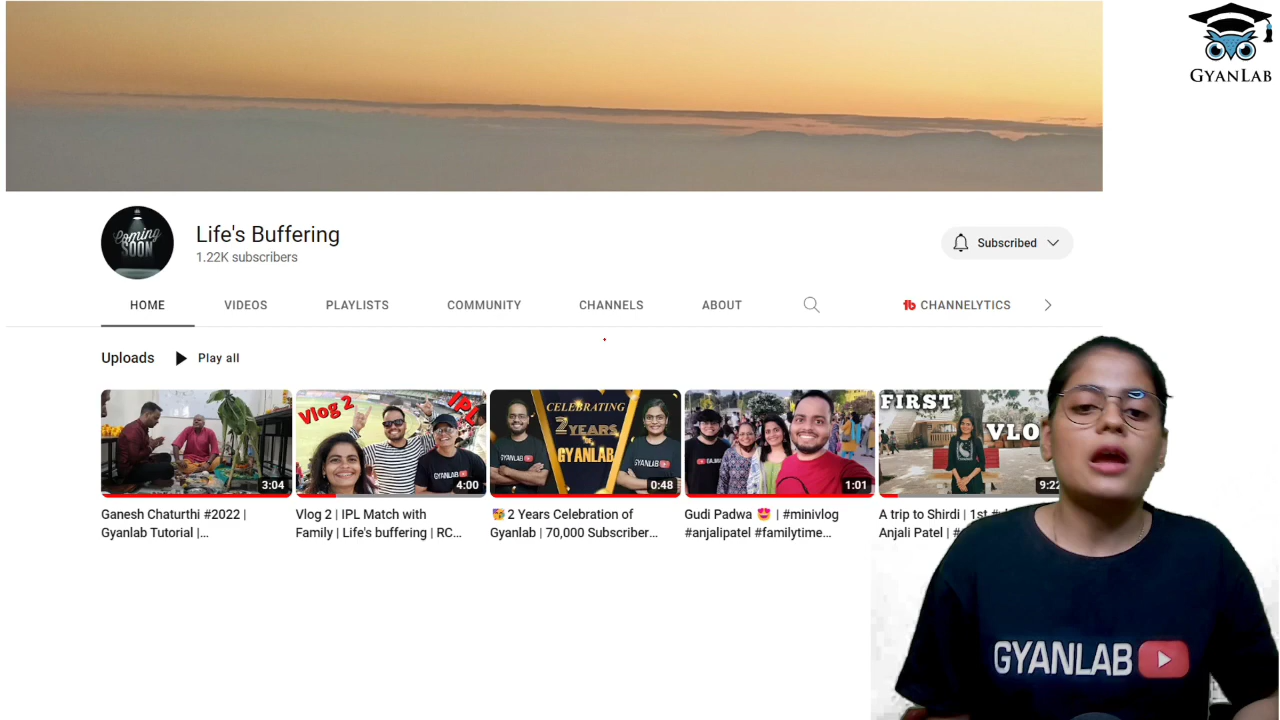 GYANLAB
Coming
SOON
Life's Buffering
1.22K subscribers
Subscribed
HOME
VIDEOS
PLAYLISTS
COMMUNITY
CHANNELS
ABOUT
CHANNELYTICS
Uploads
Play all
3:04
Vlog 2
IPL
GYANLAB
4:00
CELEBRATING
2 YEARS
GYANLAB
GYANLAB
GYANLAB
0:48
1:01
FIRST
VLO
9:22
Ganesh Chaturthi #2022 |
Gyanlab Tutorial |...
Vlog 2 | IPL Match with
Family | Life's buffering | RC...
🥳 2 Years Celebration of
Gyanlab | 70,000 Subscriber...
Gudi Padwa 😍 | #minivlog
#anjalipatel #familytime...
A trip to Shirdi | 1st #vl
Anjali Patel | #
GYANLAB